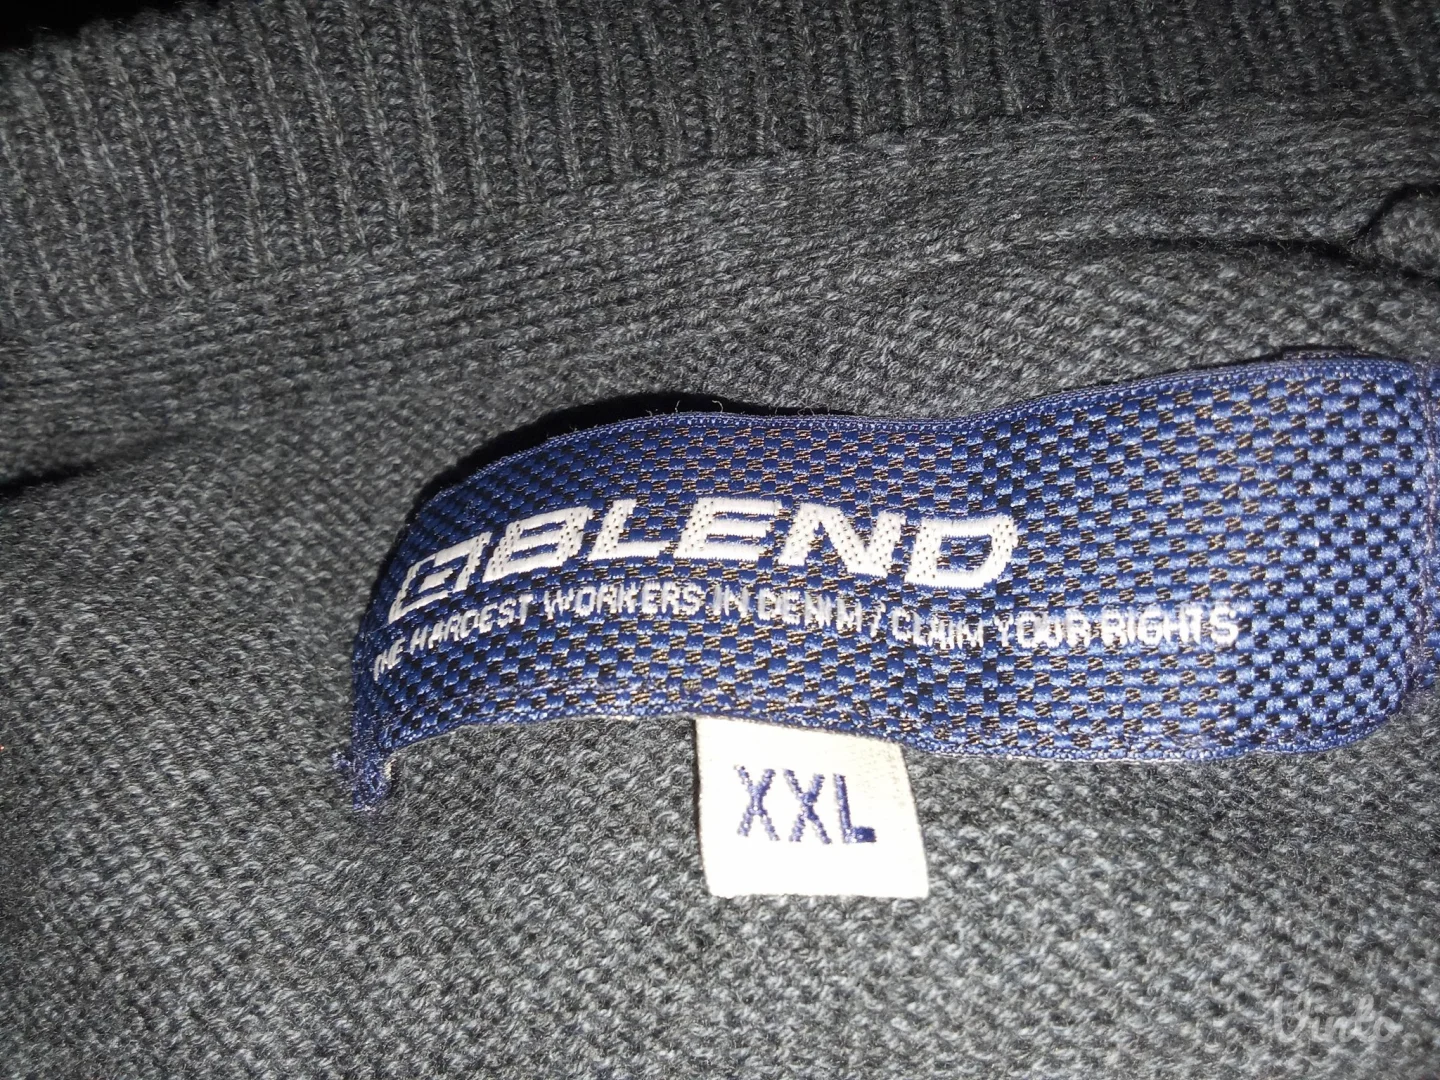 BLEND
THE HARDEST WORKERS IN DENIM / CLAIM YOUR RIGHTS
XXL